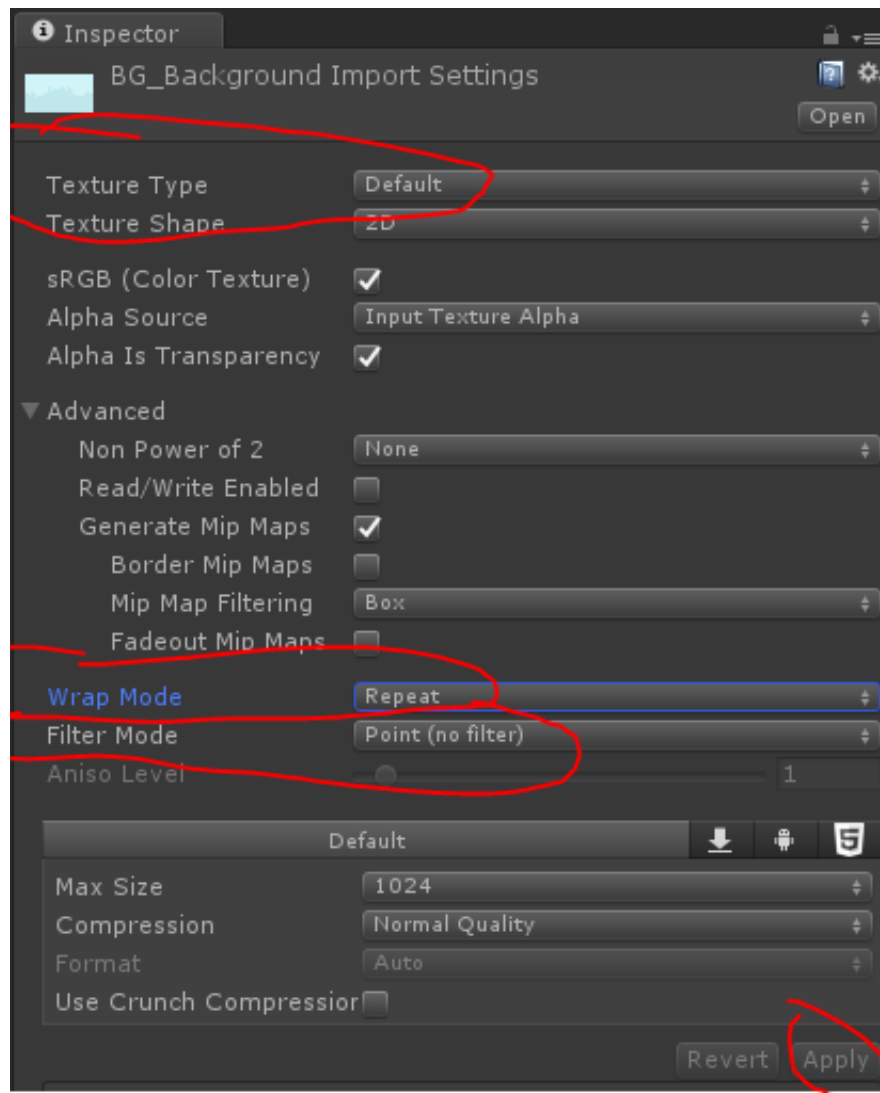 Inspector
BG_Background Import Settings
Open
Texture Type Default
Texture Shape 2D
sRGB (Color Texture)
Alpha Source Input Texture Alpha
Alpha Is Transparency
Advanced
Non Power of 2 None
Read/Write Enabled
Generate Mip Maps
Border Mip Maps
Mip Map Filtering Box
Fadeout Mip Maps
Wrap Mode Repeat
Filter Mode Point (no filter)
Aniso Level 1
Default 5
Max Size 1024
Compression Normal Quality
Format Auto
Use Crunch Compression
Revert Apply